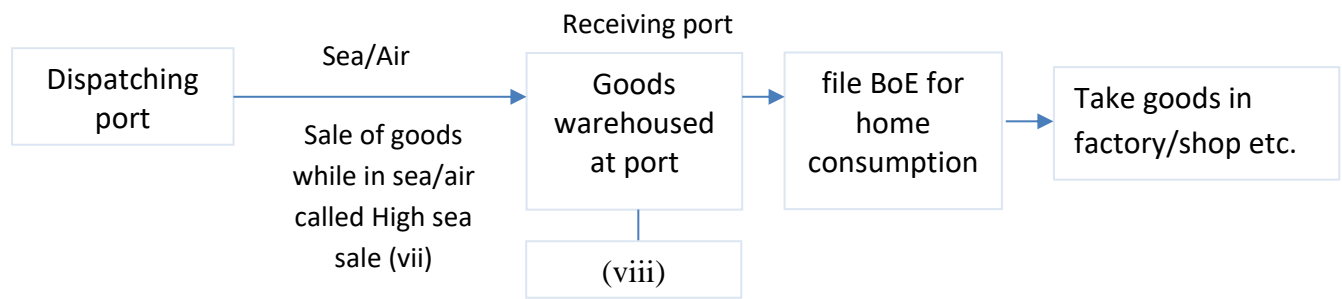 Dispatching
port
Sea/Air
Sale of goods
while in sea/air
called High sea
sale (vii)
Receiving port
Goods
warehoused
at port
(viii)
file BoE for
home
consumption
Take goods in
factory/shop etc.